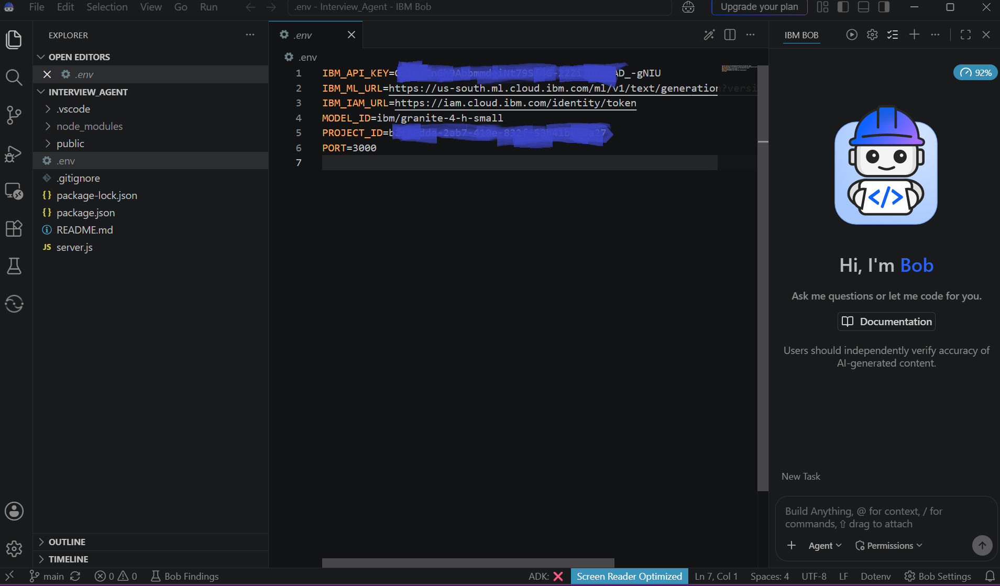 File Edit Selection View Go Run
.env - Interview_Agent - IBM Bob
Upgrade your plan
EXPLORER
OPEN EDITORS
.env
INTERVIEW_AGENT
.vscode
node_modules
public
.env
.gitignore
package-lock.json
package.json
README.md
JS server.js
OUTLINE
TIMELINE
.env
.env
1 IBM_API_KEY=
2 IBM_ML_URL=https://us-south.ml.cloud.ibm.com/ml/v1/text/generation?versi
3 IBM_IAM_URL=https://iam.cloud.ibm.com/identity/token
4 MODEL_ID=ibm/granite-4-h-small
5 PROJECT_ID=
6 PORT=3000
7
IBM BOB
92%
</>
Hi, I'm Bob
Ask me questions or let me code for you.
Documentation
Users should independently verify accuracy of
AI-generated content.
New Task
Build Anything, @ for context, / for
commands, ⇧ drag to attach
Agent Permissions
main 0 0 Bob Findings ADK: Screen Reader Optimized Ln 7, Col 1 Spaces: 4 UTF-8 LF Dotenv Bob Settings